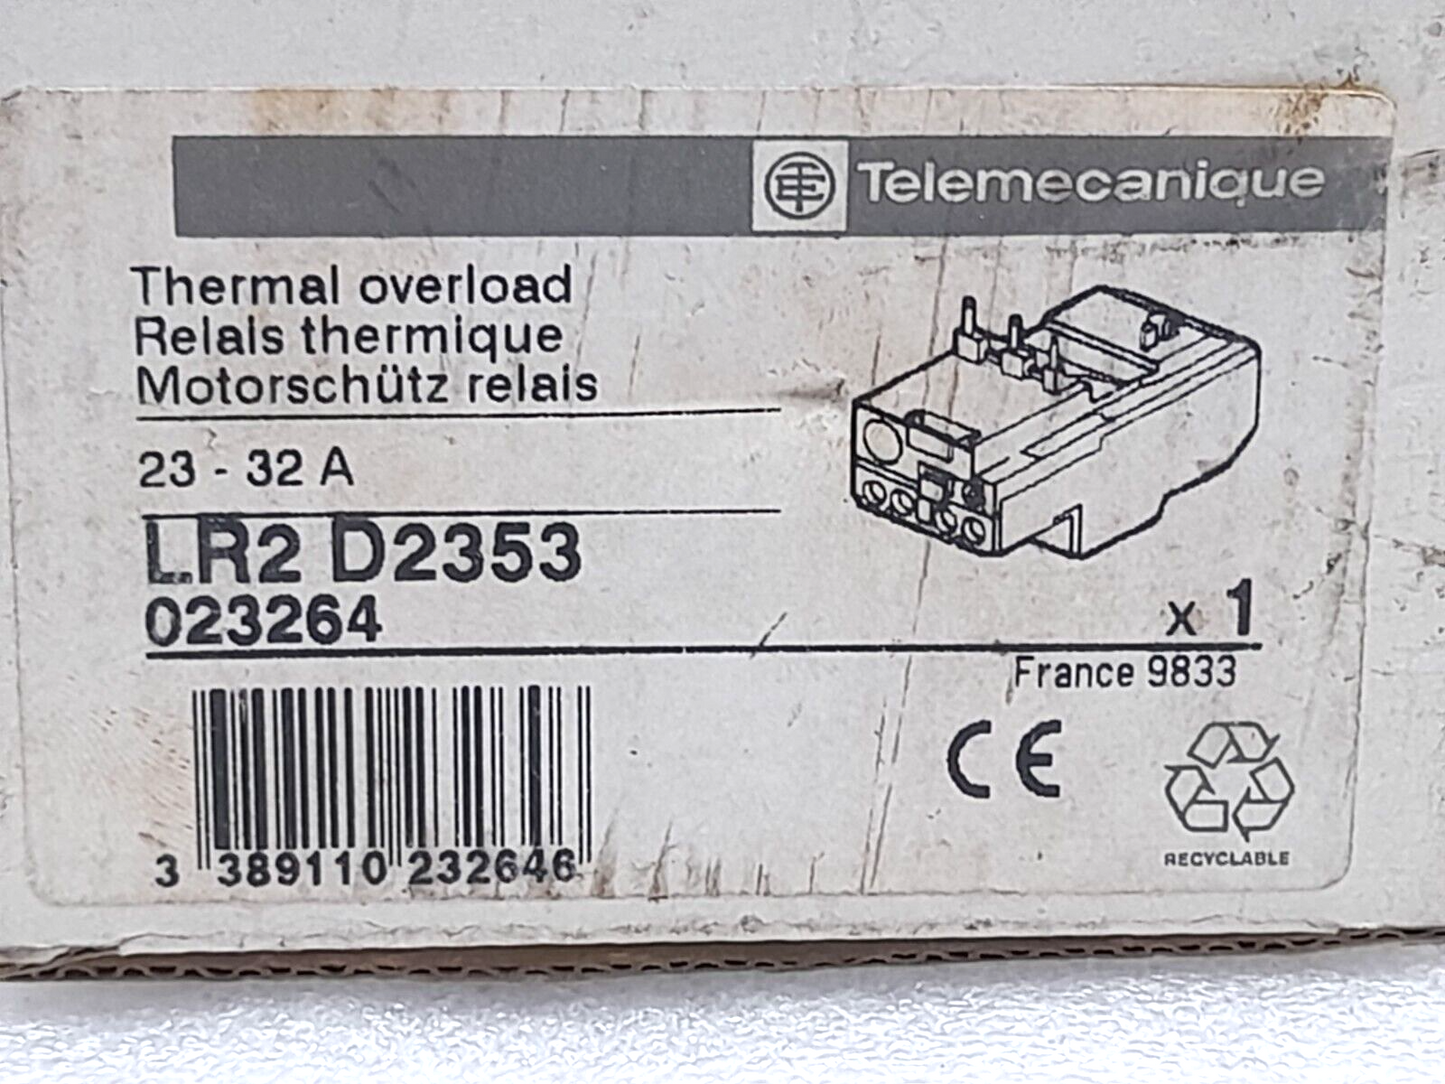 Telemecanique
Thermal overload
Relais thermique
Motorschütz relais
23 - 32 A
LR2 D2353
023264
x 1
France 9833
CE
3 389110 232646
RECYCLABLE